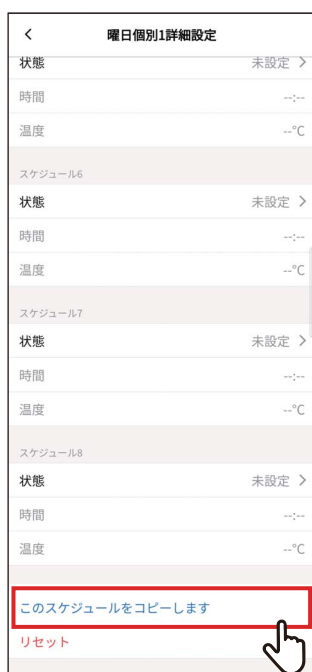 曜日個別1詳細設定
状態 未設定
時間 --:--
温度 --°C
スケジュール6
状態 未設定
時間 --:--
温度 --°C
スケジュール7
状態 未設定
時間 --:--
温度 --°C
スケジュール8
状態 未設定
時間 --:--
温度 --°C
このスケジュールをコピーします
リセット